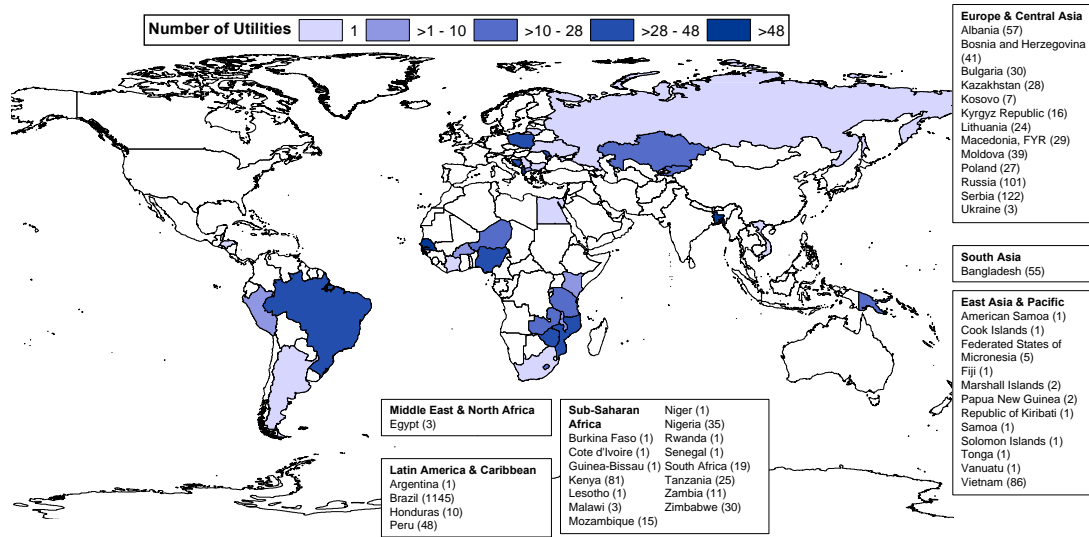 Number of Utilities 1 >1 - 10 >10 - 28 >28 - 48 >48
Europe & Central Asia
Albania (57)
Bosnia and Herzegovina
(41)
Bulgaria (30)
Kazakhstan (28)
Kosovo (7)
Kyrgyz Republic (16)
Lithuania (24)
Macedonia, FYR (29)
Moldova (39)
Poland (27)
Russia (101)
Serbia (122)
Ukraine (3)
South Asia
Bangladesh (55)
East Asia & Pacific
American Samoa (1)
Cook Islands (1)
Federated States of
Micronesia (5)
Fiji (1)
Marshall Islands (2)
Papua New Guinea (2)
Republic of Kiribati (1)
Samoa (1)
Solomon Islands (1)
Tonga (1)
Vanuatu (1)
Vietnam (86)
Middle East & North Africa
Egypt (3)
Latin America & Caribbean
Argentina (1)
Brazil (1145)
Honduras (10)
Peru (48)
Sub-Saharan
Africa
Burkina Faso (1)
Cote d'Ivoire (1)
Guinea-Bissau (1)
Kenya (81)
Lesotho (1)
Malawi (3)
Mozambique (15)
Niger (1)
Nigeria (35)
Rwanda (1)
Senegal (1)
South Africa (19)
Tanzania (25)
Zambia (11)
Zimbabwe (30)